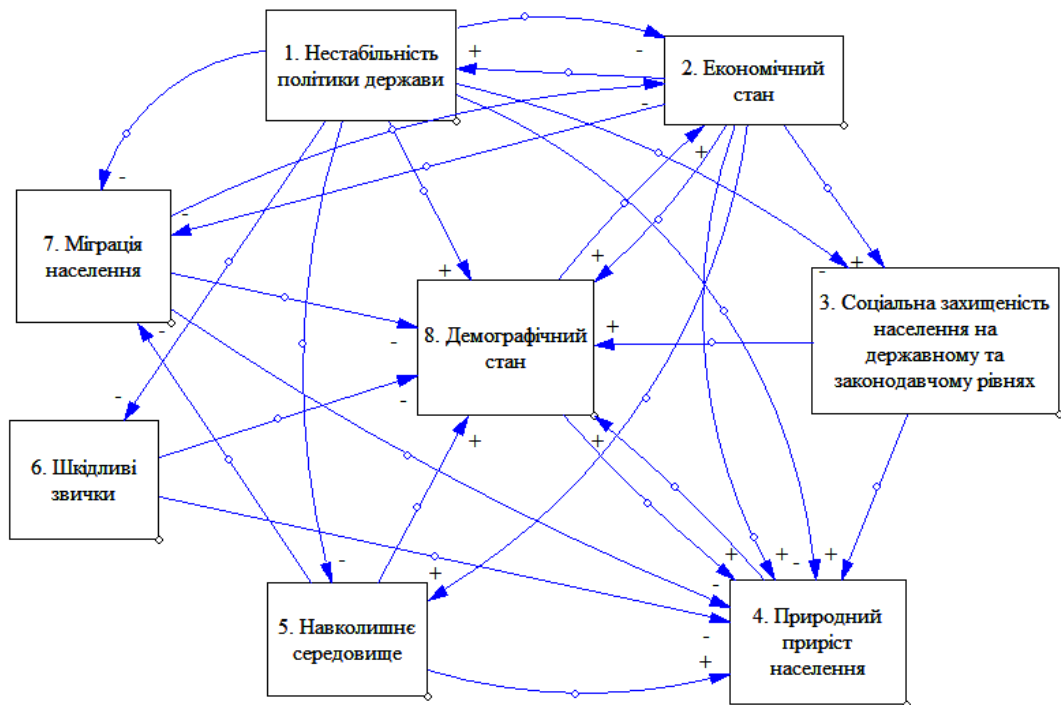 1. Нестабільність
політики держави
+
-
2. Економічний
стан
-
+
-
-
7. Міграція
населення
-
+
+
-
+
3. Соціальна захищеність
населення на
державному та
законодавчому рівнях
8. Демографічний
стан
+
-
-
-
-
+
+
6. Шкідливі
звички
-
+
+
+
-
+
-
5. Навколишнє
середовище
4. Природний
приріст
населення
-
+